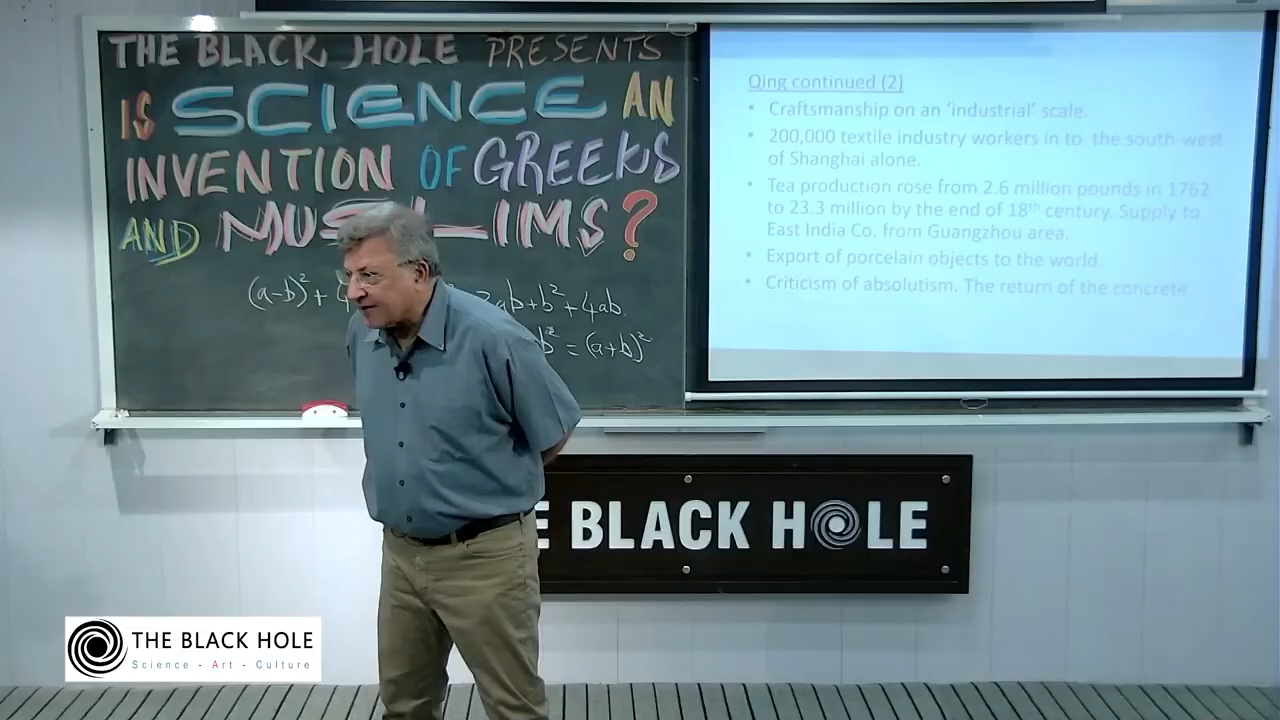 THE BLACK HOLE PRESENTS
IS SCIENCE AN
INVENTION OF GREEKS
AND MUSLIMS?
(a-b)²+4
2ab+b²+4ab
b² = (a+b)²
Qing continued (2)
• Craftsmanship on an ‘industrial’ scale.
• 200,000 textile industry workers in to the south-west
of Shanghai alone.
• Tea production rose from 2.6 million pounds in 1762
to 23.3 million by the end of 18th century. Supply to
East India Co. from Guangzhou area.
• Export of porcelain objects to the world.
• Criticism of absolutism. The return of the concrete.
E BLACK HOLE
THE BLACK HOLE
Science - Art - Culture